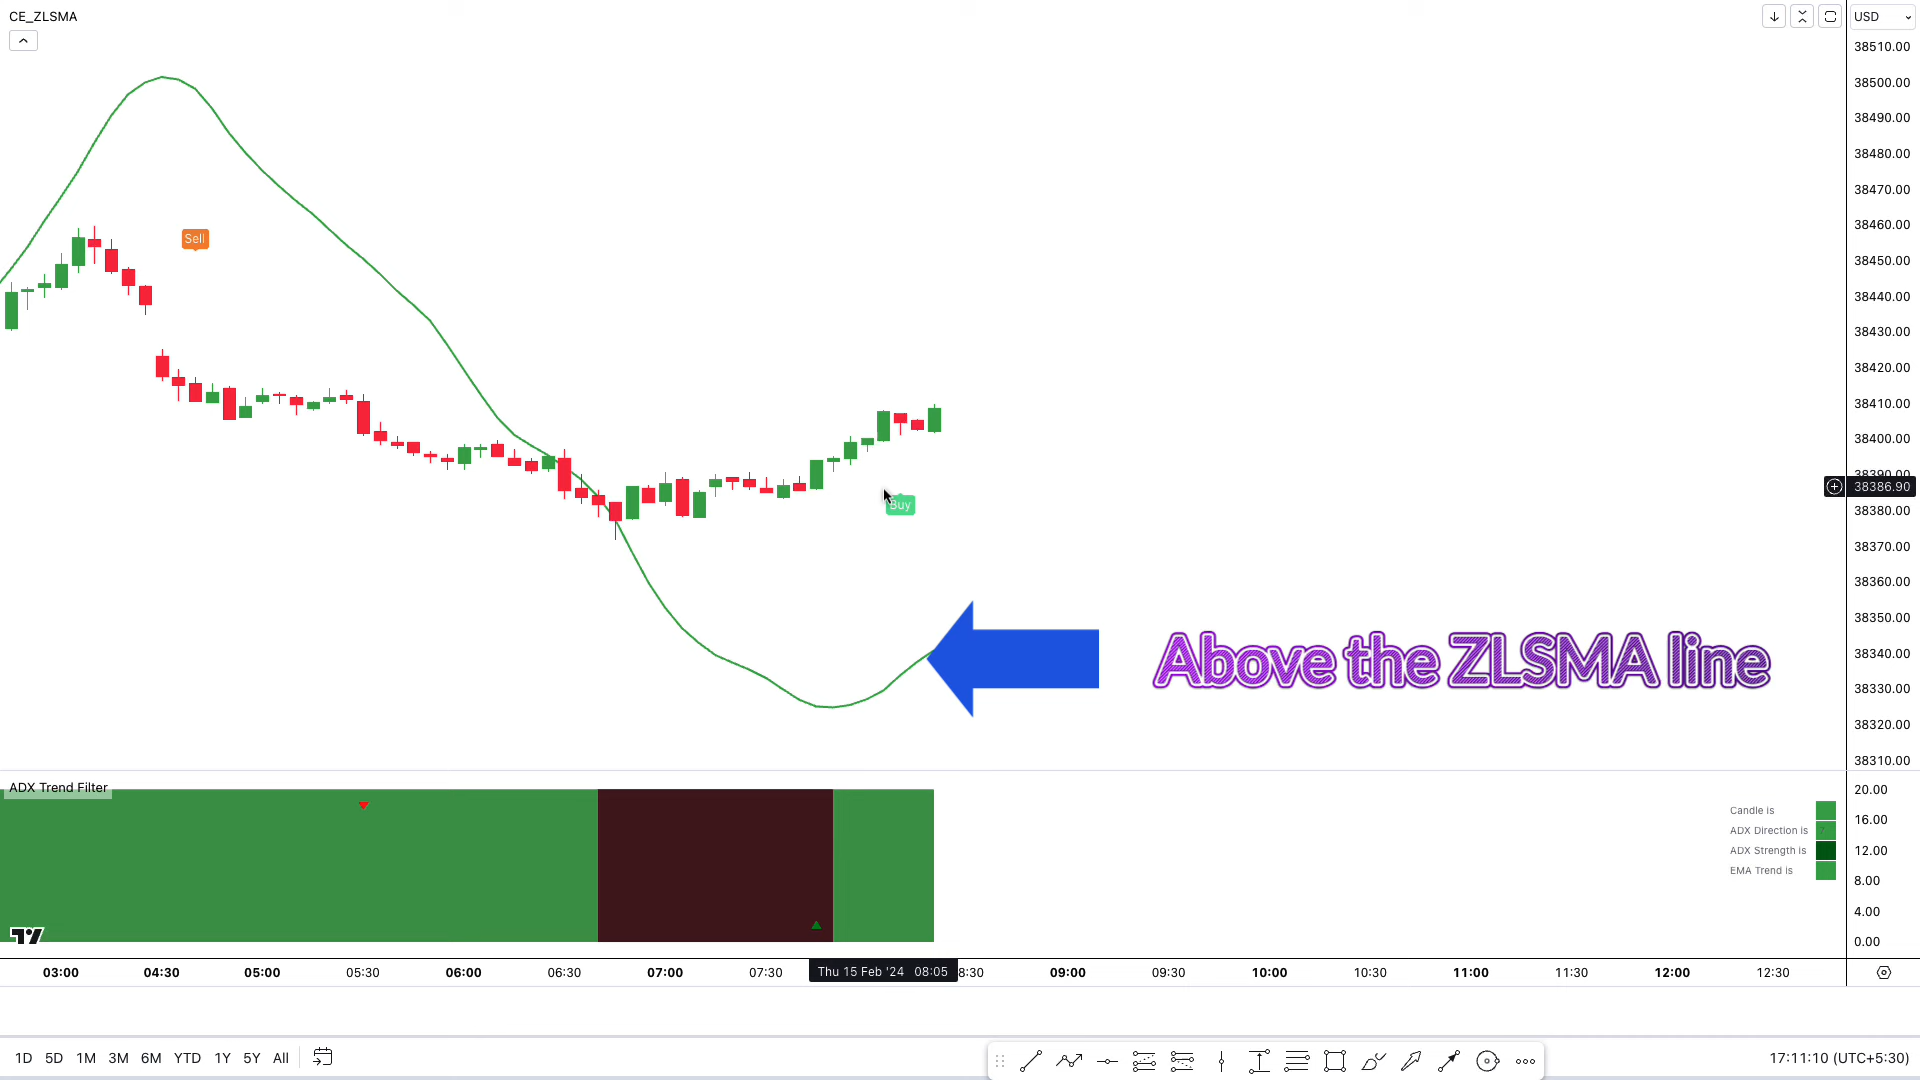 CE_ZLSMA
USD
38510.00
38500.00
38490.00
38480.00
38470.00
38460.00
38450.00
38440.00
38430.00
38420.00
38410.00
38400.00
38390.00
38386.90
38380.00
38370.00
38360.00
38350.00
38340.00
38330.00
38320.00
38310.00
Sell
Buy
Above the ZLSMA line
ADX Trend Filter
Candle is
ADX Direction is
ADX Strength is
EMA Trend is
20.00
16.00
12.00
8.00
4.00
0.00
03:00 04:30 05:00 05:30 06:00 06:30 07:00 07:30 Thu 15 Feb '24 08:05 8:30 09:00 09:30 10:00 10:30 11:00 11:30 12:00 12:30
1D 5D 1M 3M 6M YTD 1Y 5Y All
17:11:10 (UTC+5:30)